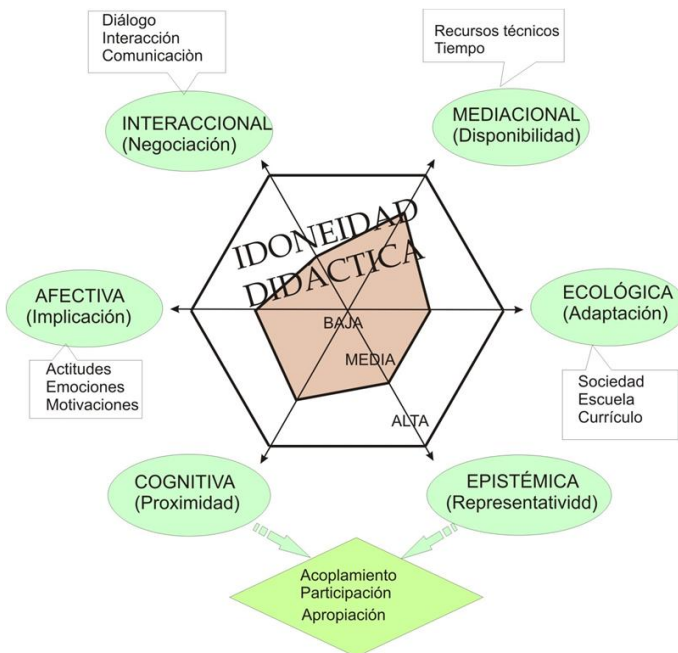 Diálogo
Interacción
Comunicaciòn
Recursos técnicos
Tiempo
INTERACCIONAL
(Negociación)
MEDIACIONAL
(Disponibilidad)
IDONEIDAD
DIDACTICA
AFECTIVA
(Implicación)
ECOLÓGICA
(Adaptación)
BAJA
MEDIA
ALTA
Actitudes
Emociones
Motivaciones
Sociedad
Escuela
Currículo
COGNITIVA
(Proximidad)
EPISTÉMICA
(Representatividd)
Acoplamiento
Participación
Apropiación